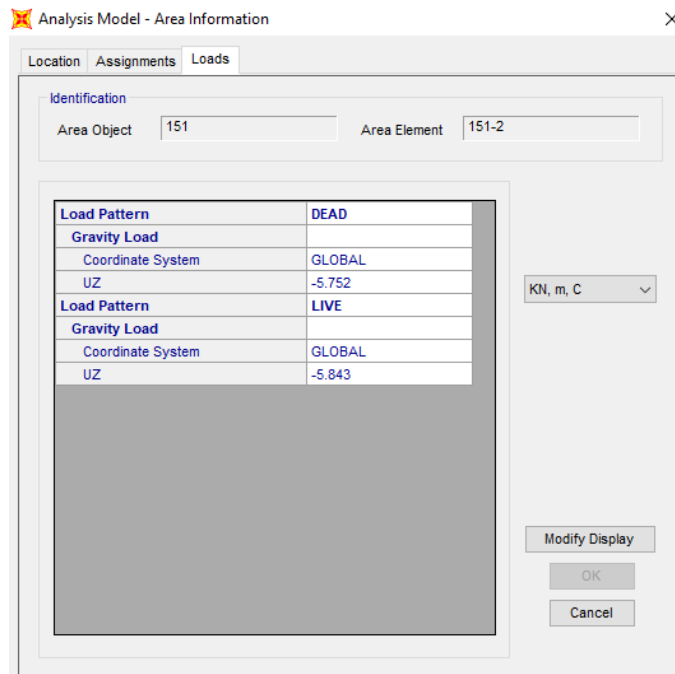 Analysis Model - Area Information
Location Assignments Loads
Identification
Area Object 151 Area Element 151-2
Load Pattern DEAD
Gravity Load
Coordinate System GLOBAL
UZ -5.752
Load Pattern LIVE
Gravity Load
Coordinate System GLOBAL
UZ -5.843
KN, m, C
Modify Display
OK
Cancel